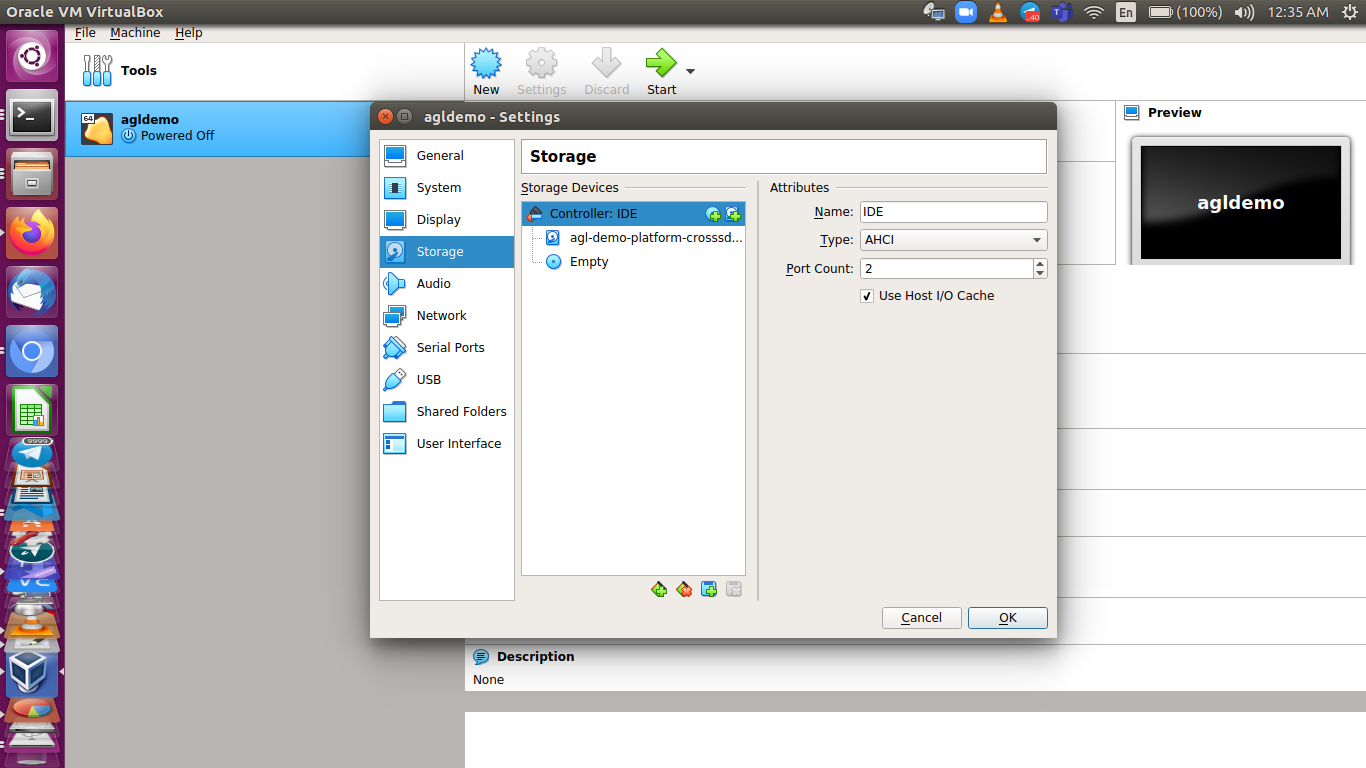 Oracle VM VirtualBox
40
En
(100%)
12:35 AM
File Machine Help
Tools
New
Settings
Discard
Start
64
agldemo
Powered Off
Preview
agldemo
agldemo - Settings
General
System
Display
Storage
Audio
Network
Serial Ports
USB
Shared Folders
User Interface
Storage
Storage Devices
Controller: IDE
agl-demo-platform-crosssd...
Empty
Attributes
Name: IDE
Type: AHCI
Port Count: 2
Use Host I/O Cache
Cancel
OK
Description
None
9999